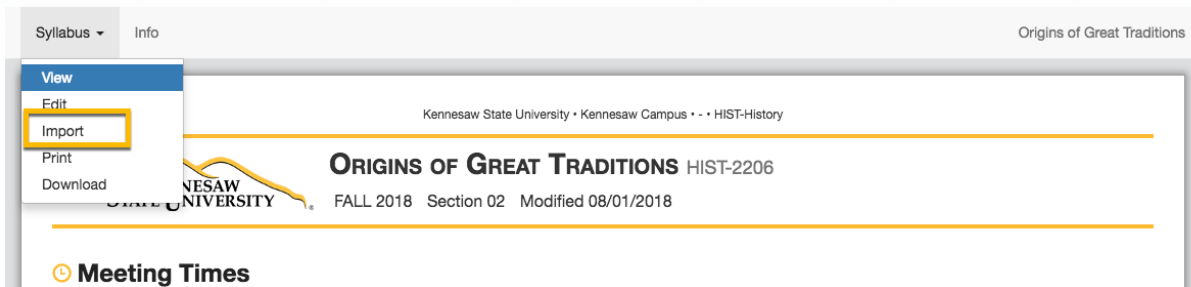 Syllabus Info Origins of Great Traditions
View
Edit
Import
Print
Download
Kennesaw State University • Kennesaw Campus • - • HIST-History
ORIGINS OF GREAT TRADITIONS HIST-2206
FALL 2018 Section 02 Modified 08/01/2018
UNIVERSITY
Meeting Times